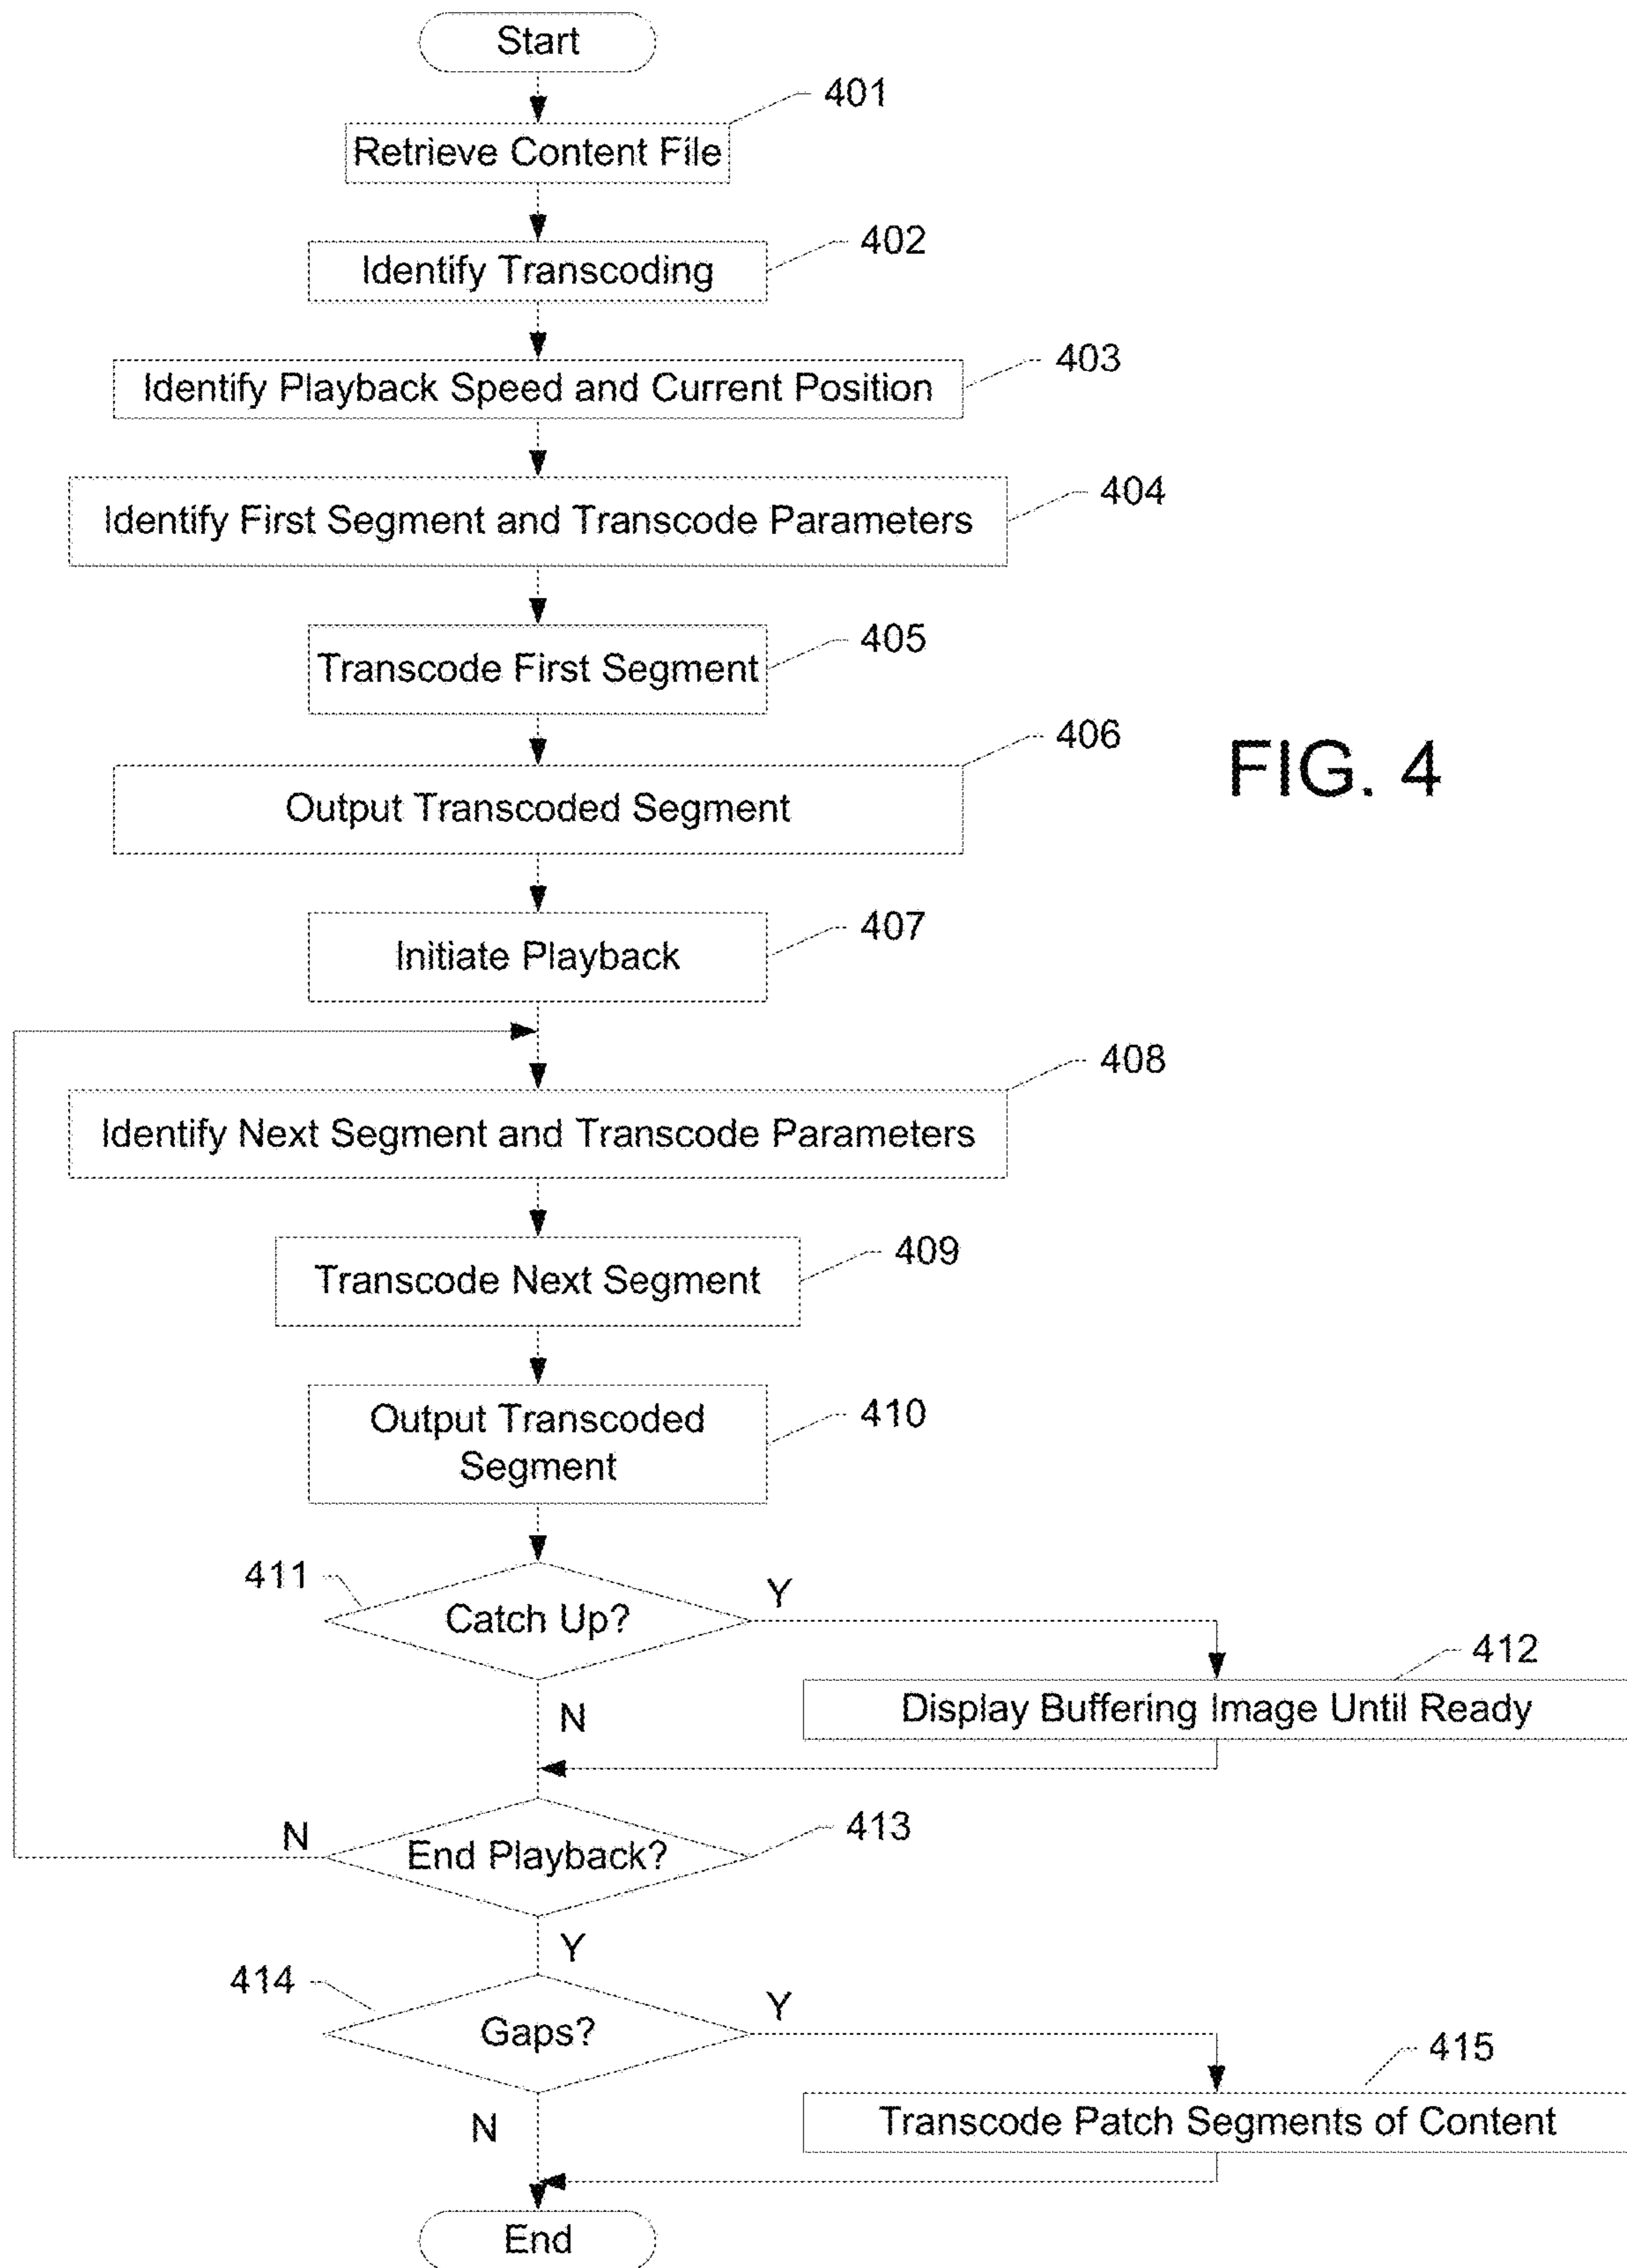 Start
401
Retrieve Content File
402
Identify Transcoding
403
Identify Playback Speed and Current Position
404
Identify First Segment and Transcode Parameters
405
Transcode First Segment
406
Output Transcoded Segment
FIG. 4
407
Initiate Playback
408
Identify Next Segment and Transcode Parameters
409
Transcode Next Segment
410
Output Transcoded
Segment
411
Catch Up?
Y
412
Display Buffering Image Until Ready
N
413
End Playback?
N
Y
414
Gaps?
Y
415
Transcode Patch Segments of Content
N
End